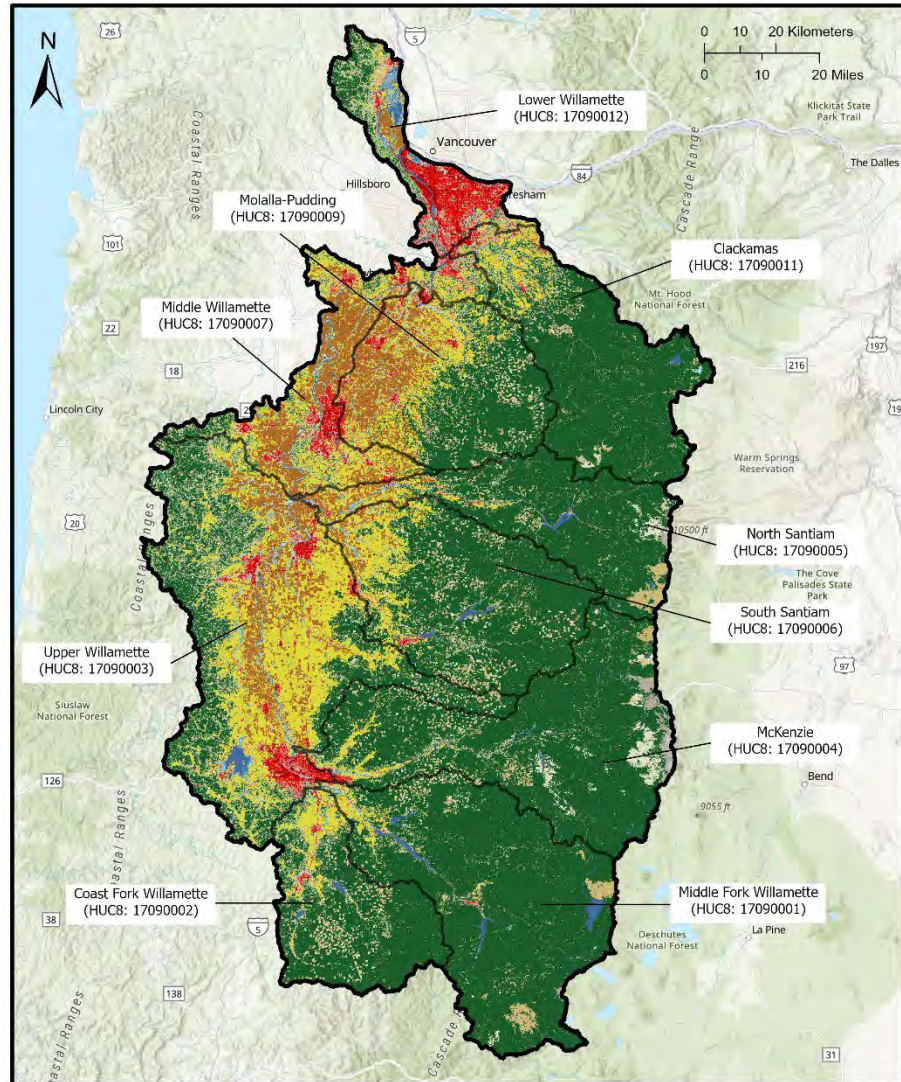 N
26
5
0 10 20 Kilometers
0 10 20 Miles
Klickitat State
Park Trail
Lower Willamette
(HUC8: 17090012)
Vancouver
Cascade Range
The Dalles
Coastal Ranges
Hillsboro
84
Molalla-Pudding
(HUC8: 17090009)
resham
101
Clackamas
(HUC8: 17090011)
Mt. Hood
National Forest
Middle Willamette
(HUC8: 17090007)
22
197
18
216
Lincoln City
Warm Springs
Reservation
20
North Santiam
(HUC8: 17090005)
10500 ft
The Cove
Palisades State
Park
Coastal Ranges
South Santiam
(HUC8: 17090006)
Upper Willamette
(HUC8: 17090003)
97
Siuslaw
National Forest
McKenzie
(HUC8: 17090004)
126
Bend
9055 ft
Coast Fork Willamette
(HUC8: 17090002)
Middle Fork Willamette
(HUC8: 17090001)
38
5
Deschutes
National Forest
La Pine
138
31